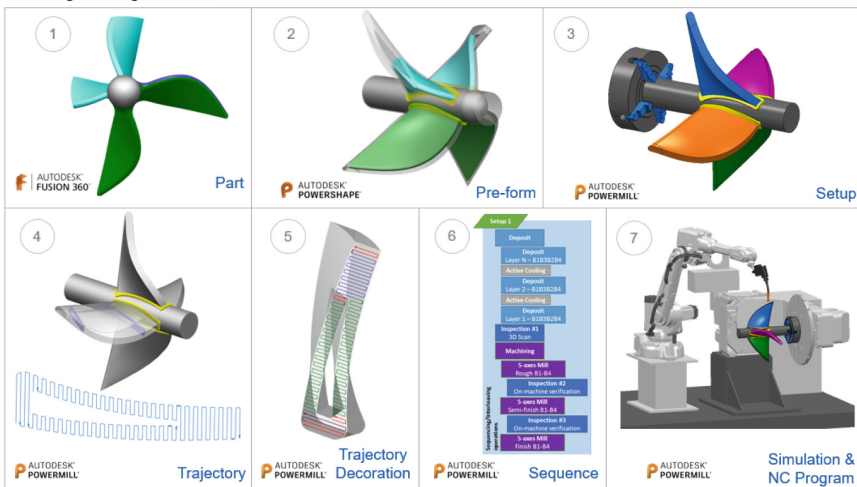 1
AUTODESK®
FUSION 360™
Part
2
AUTODESK®
POWERSHAPE®
Pre-form
3
AUTODESK®
POWERMILL®
Setup
4
AUTODESK®
POWERMILL®
Trajectory
5
AUTODESK®
POWERMILL®
Trajectory
Decoration
6
Setup 1
Deposit
Deposit
Layer N – B1B3B2B4
Active Cooling
Deposit
Layer 2 – B1B3B2B4
Active Cooling
Deposit
Layer 1 – B1B3B2B4
Inspection #1
3D Scan
Machining
5-axes Mill
Rough B1-B4
Inspection #2
On-machine verification
5-axes Mill
Semi-finish B1-B4
Inspection #3
On-machine verification
5-axes Mill
Finish B1-B4
Sequencing/Interleaving
operations
AUTODESK®
POWERMILL®
Sequence
7
AUTODESK®
POWERMILL®
Simulation &
NC Program